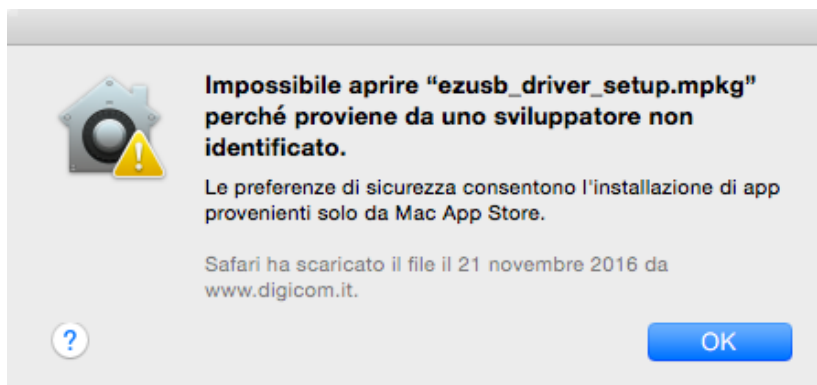 Impossibile aprire “ezusb_driver_setup.mpkg”
perché proviene da uno sviluppatore non
identificato.
Le preferenze di sicurezza consentono l'installazione di app
provenienti solo da Mac App Store.
Safari ha scaricato il file il 21 novembre 2016 da
www.digicom.it.
?
OK